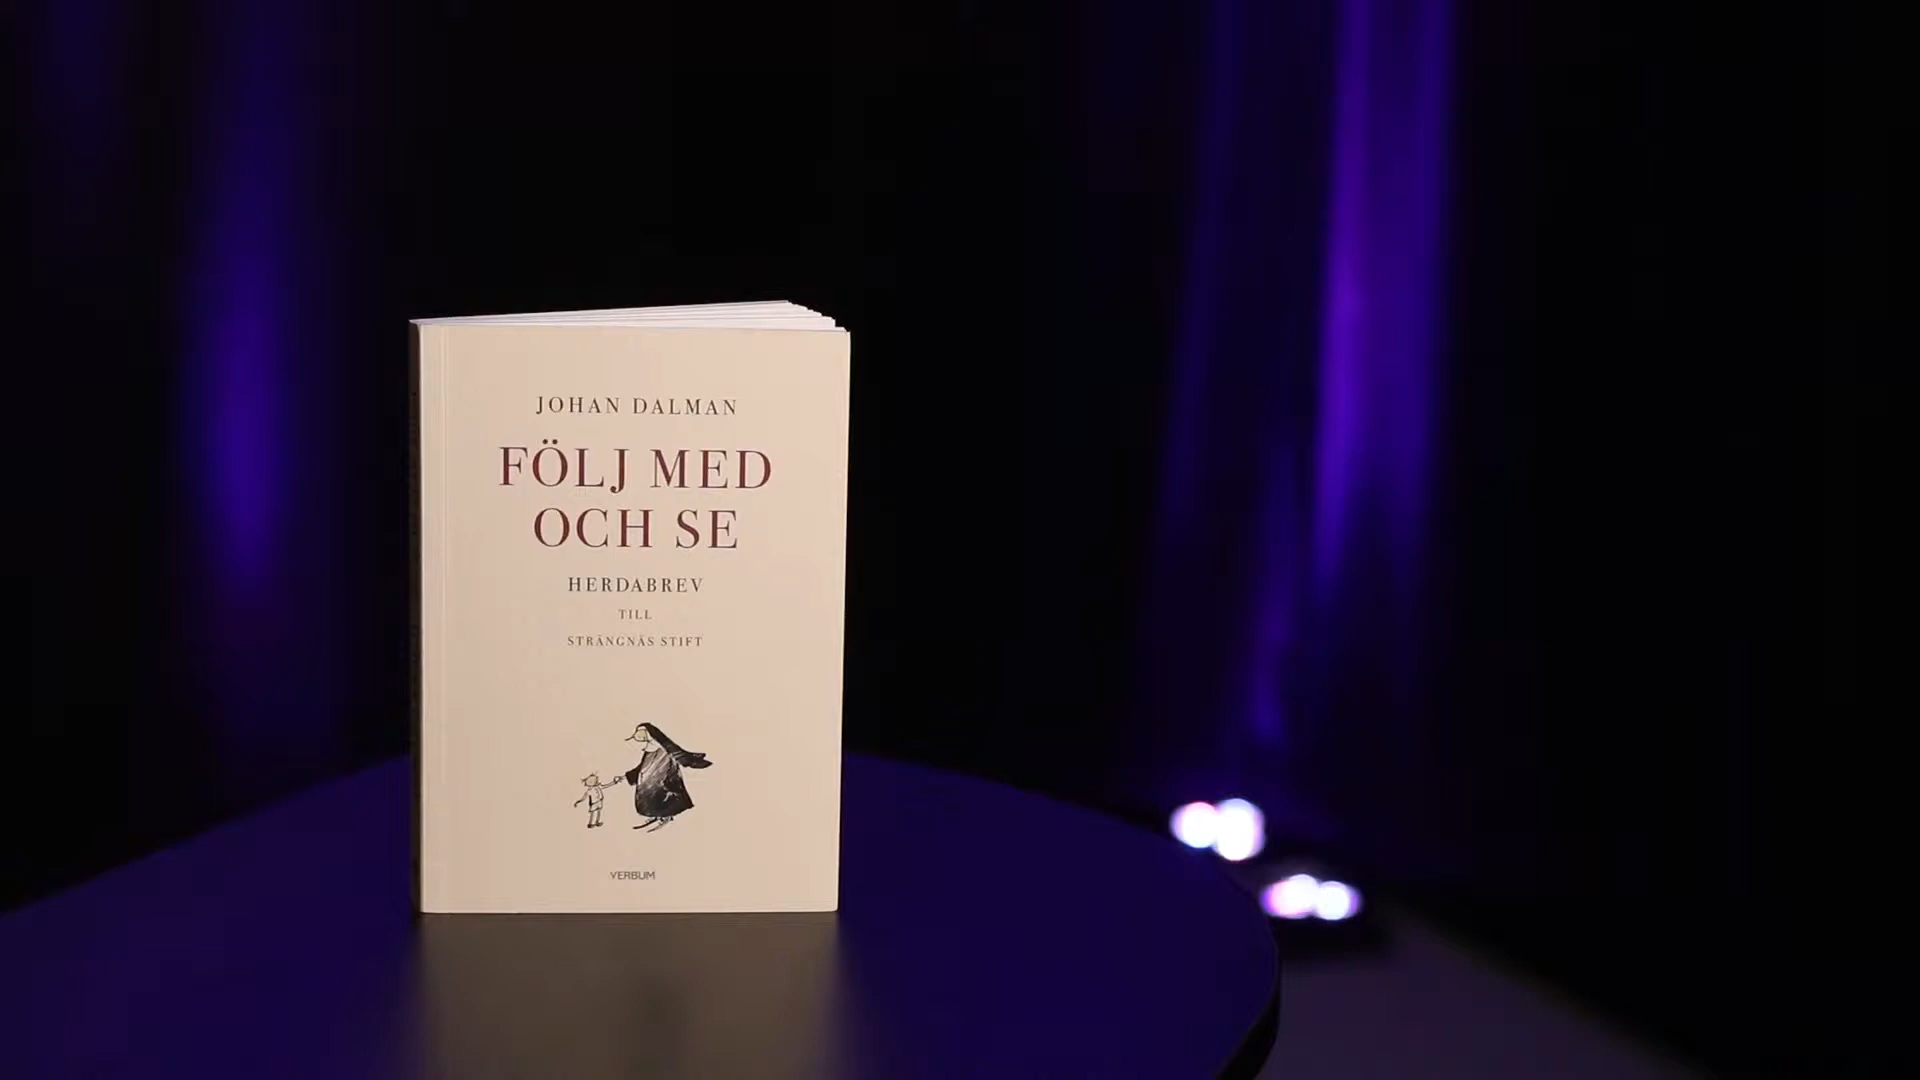 JOHAN DALMAN
FÖLJ MED
OCH SE
HERDABREV
TILL
STRÄNGNÄS STIFT
VERBUM